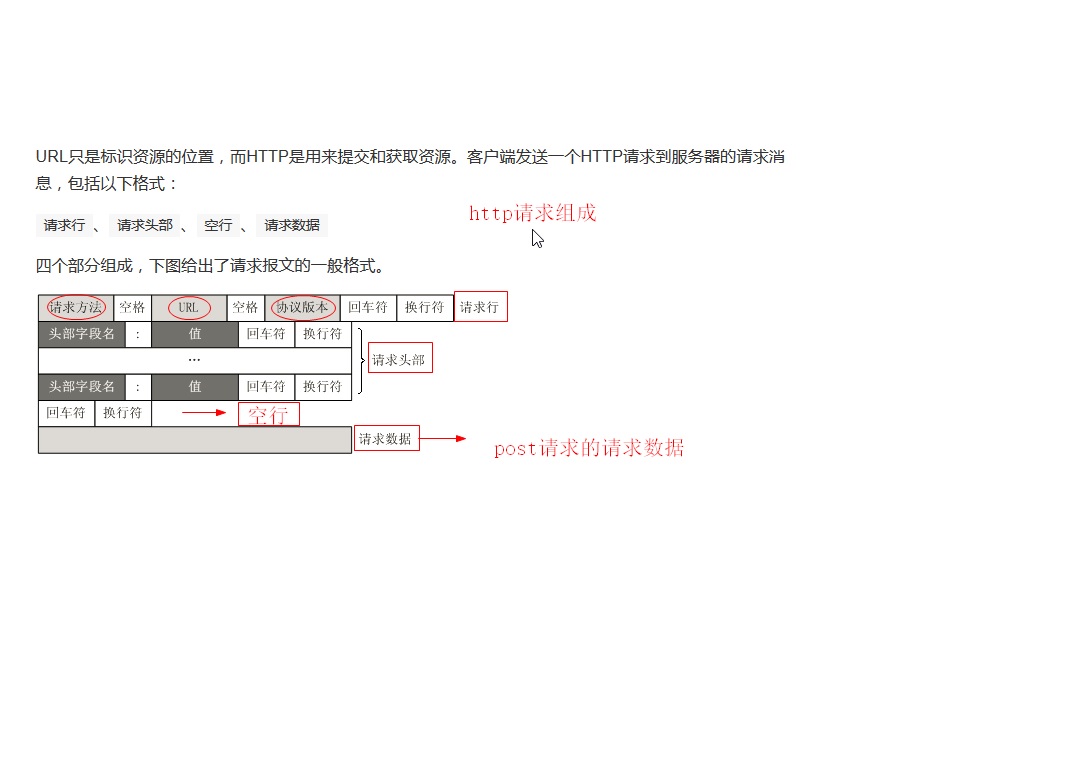 URL只是标识资源的位置，而HTTP是用来提交和获取资源。客户端发送一个HTTP请求到服务器的请求消
息，包括以下格式：
http请求组成
请求行 、 请求头部 、 空行 、 请求数据
四个部分组成，下图给出了请求报文的一般格式。
请求方法 空格 URL 空格 协议版本 回车符 换行符 请求行
头部字段名 : 值 回车符 换行符
… 请求头部
头部字段名 : 值 回车符 换行符
回车符 换行符 空行
请求数据 post请求的请求数据